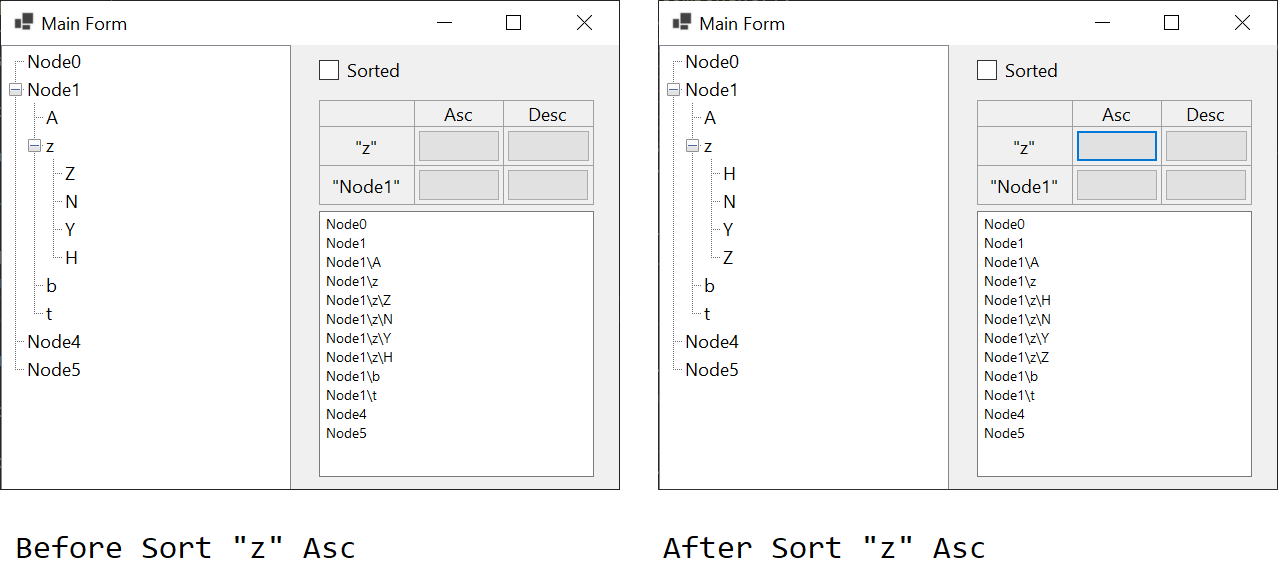 Main Form
Node0
Node1
A
z
Z
N
Y
H
b
t
Node4
Node5
Sorted
Asc Desc
"z"
"Node1"
Node0
Node1
Node1\A
Node1\z
Node1\z\Z
Node1\z\N
Node1\z\Y
Node1\z\H
Node1\b
Node1\t
Node4
Node5
Before Sort "z" Asc
Main Form
Node0
Node1
A
z
H
N
Y
Z
b
t
Node4
Node5
Sorted
Asc Desc
"z"
"Node1"
Node0
Node1
Node1\A
Node1\z
Node1\z\H
Node1\z\N
Node1\z\Y
Node1\z\Z
Node1\b
Node1\t
Node4
Node5
After Sort "z" Asc